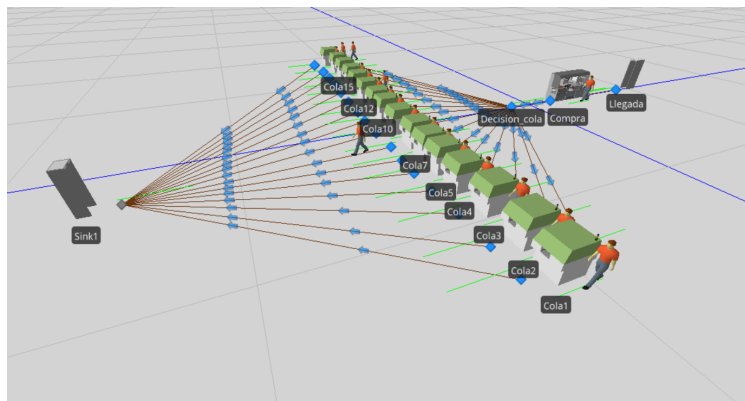 Cola15
Llegada
Cola12
Decision_cola
Compra
Cola10
Cola7
Cola5
Cola4
Cola3
Sink1
Cola2
Cola1